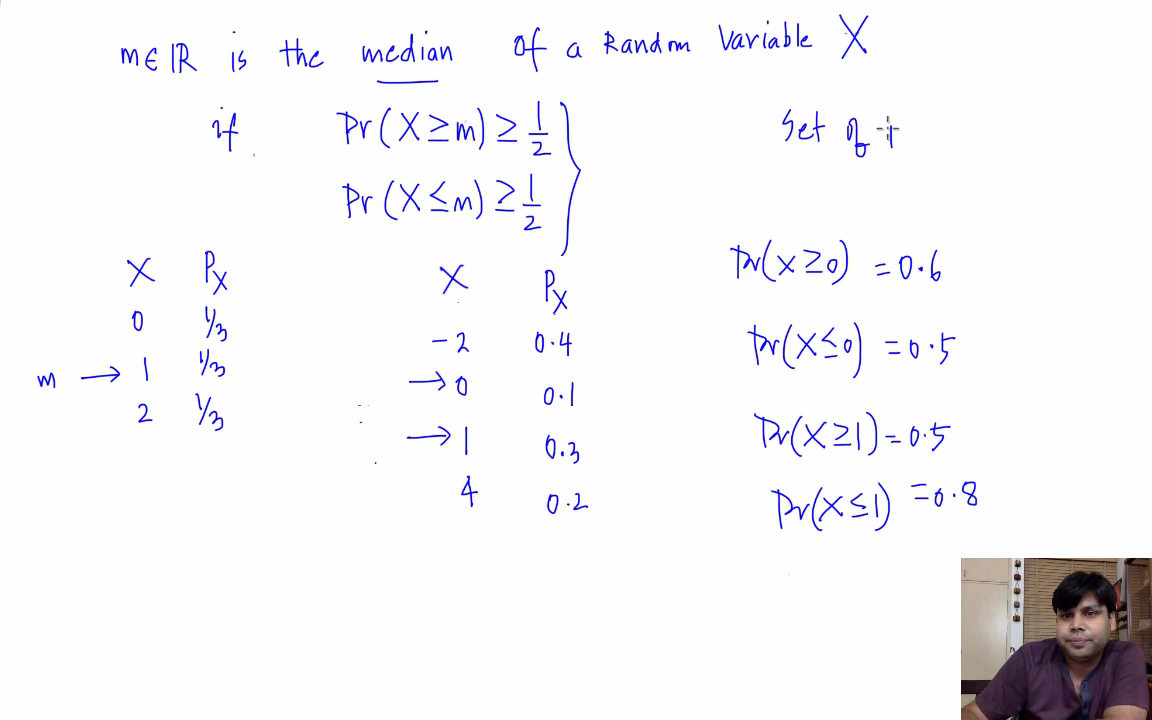 m∈ℝ is the median of a Random Variable X
if Pr(X≥m) ≥ 1/2
Pr(X≤m) ≥ 1/2
Set of
X P_X
0 1/3
m → 1 1/3
2 1/3
X P_X
-2 0.4
→ 0 0.1
→ 1 0.3
4 0.2
Pr(X≥0) = 0.6
Pr(X≤0) = 0.5
Pr(X≥1) = 0.5
Pr(X≤1) = 0.8